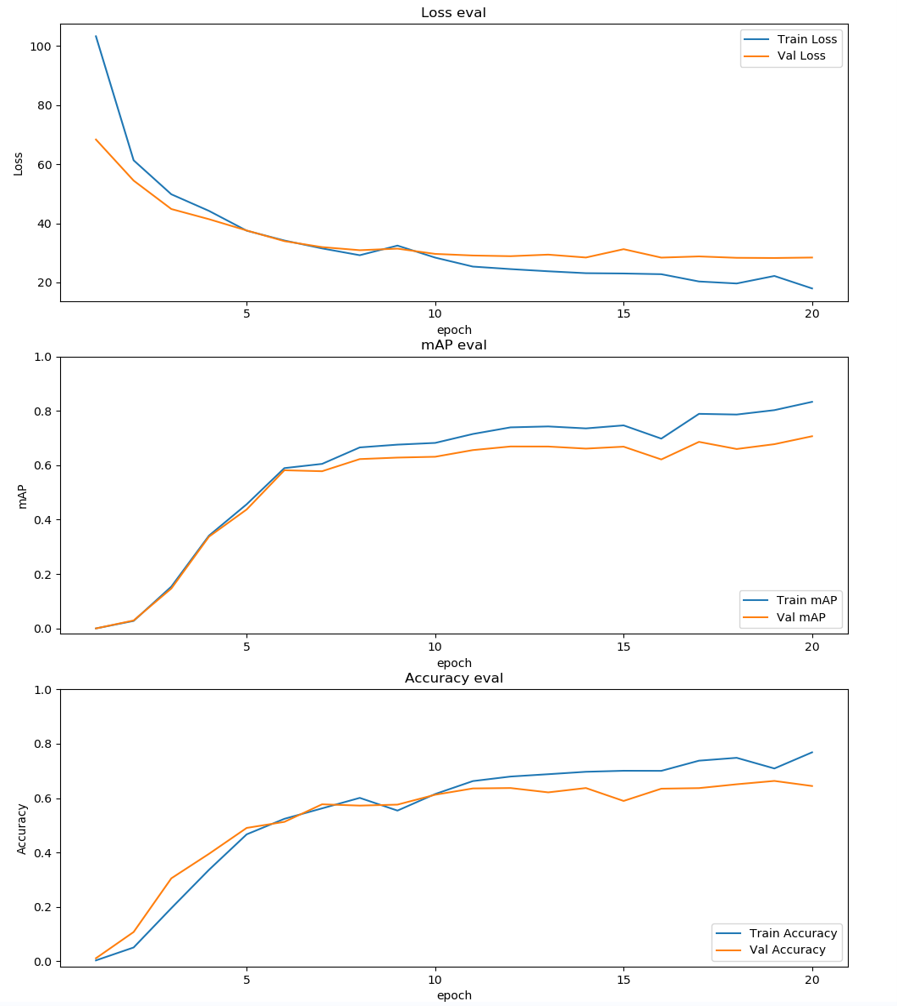 Loss eval
100
80
60
40
20
Loss
Train Loss
Val Loss
5 10 15 20
epoch
mAP eval
1.0
0.8
0.6
0.4
0.2
0.0
mAP
Train mAP
Val mAP
5 10 15 20
epoch
Accuracy eval
1.0
0.8
0.6
0.4
0.2
0.0
Accuracy
Train Accuracy
Val Accuracy
5 10 15 20
epoch